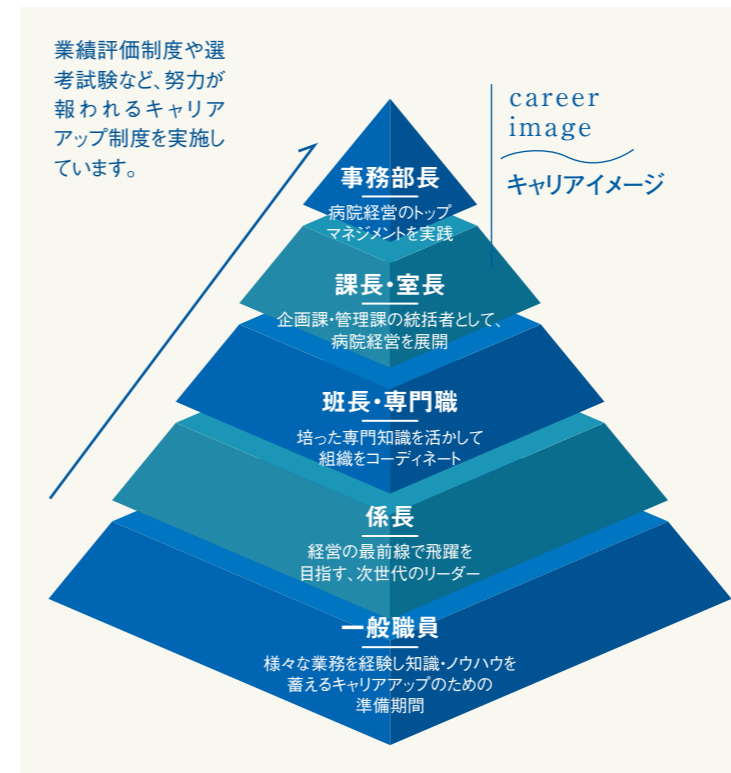 業績評価制度や選
考試験など、努力が
報われるキャリア
アップ制度を実施し
ています。
career
image
キャリアイメージ
事務部長
病院経営のトップ
マネジメントを実践
課長・室長
企画課・管理課の統括者として、
病院経営を展開
班長・専門職
培った専門知識を活かして
組織をコーディネート
係長
経営の最前線で飛躍を
目指す、次世代のリーダー
一般職員
様々な業務を経験し知識・ノウハウを
蓄えるキャリアアップのための
準備期間